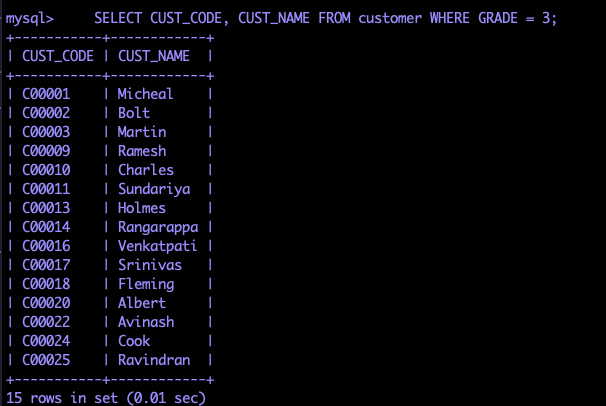 mysql>     SELECT CUST_CODE, CUST_NAME FROM customer WHERE GRADE = 3;
+-----------+------------+
| CUST_CODE | CUST_NAME  |
+-----------+------------+
| C00001    | Micheal    |
| C00002    | Bolt       |
| C00003    | Martin     |
| C00009    | Ramesh     |
| C00010    | Charles    |
| C00011    | Sundariya  |
| C00013    | Holmes     |
| C00014    | Rangarappa |
| C00016    | Venkatpati |
| C00017    | Srinivas   |
| C00018    | Fleming    |
| C00020    | Albert     |
| C00022    | Avinash    |
| C00024    | Cook       |
| C00025    | Ravindran  |
+-----------+------------+
15 rows in set (0.01 sec)